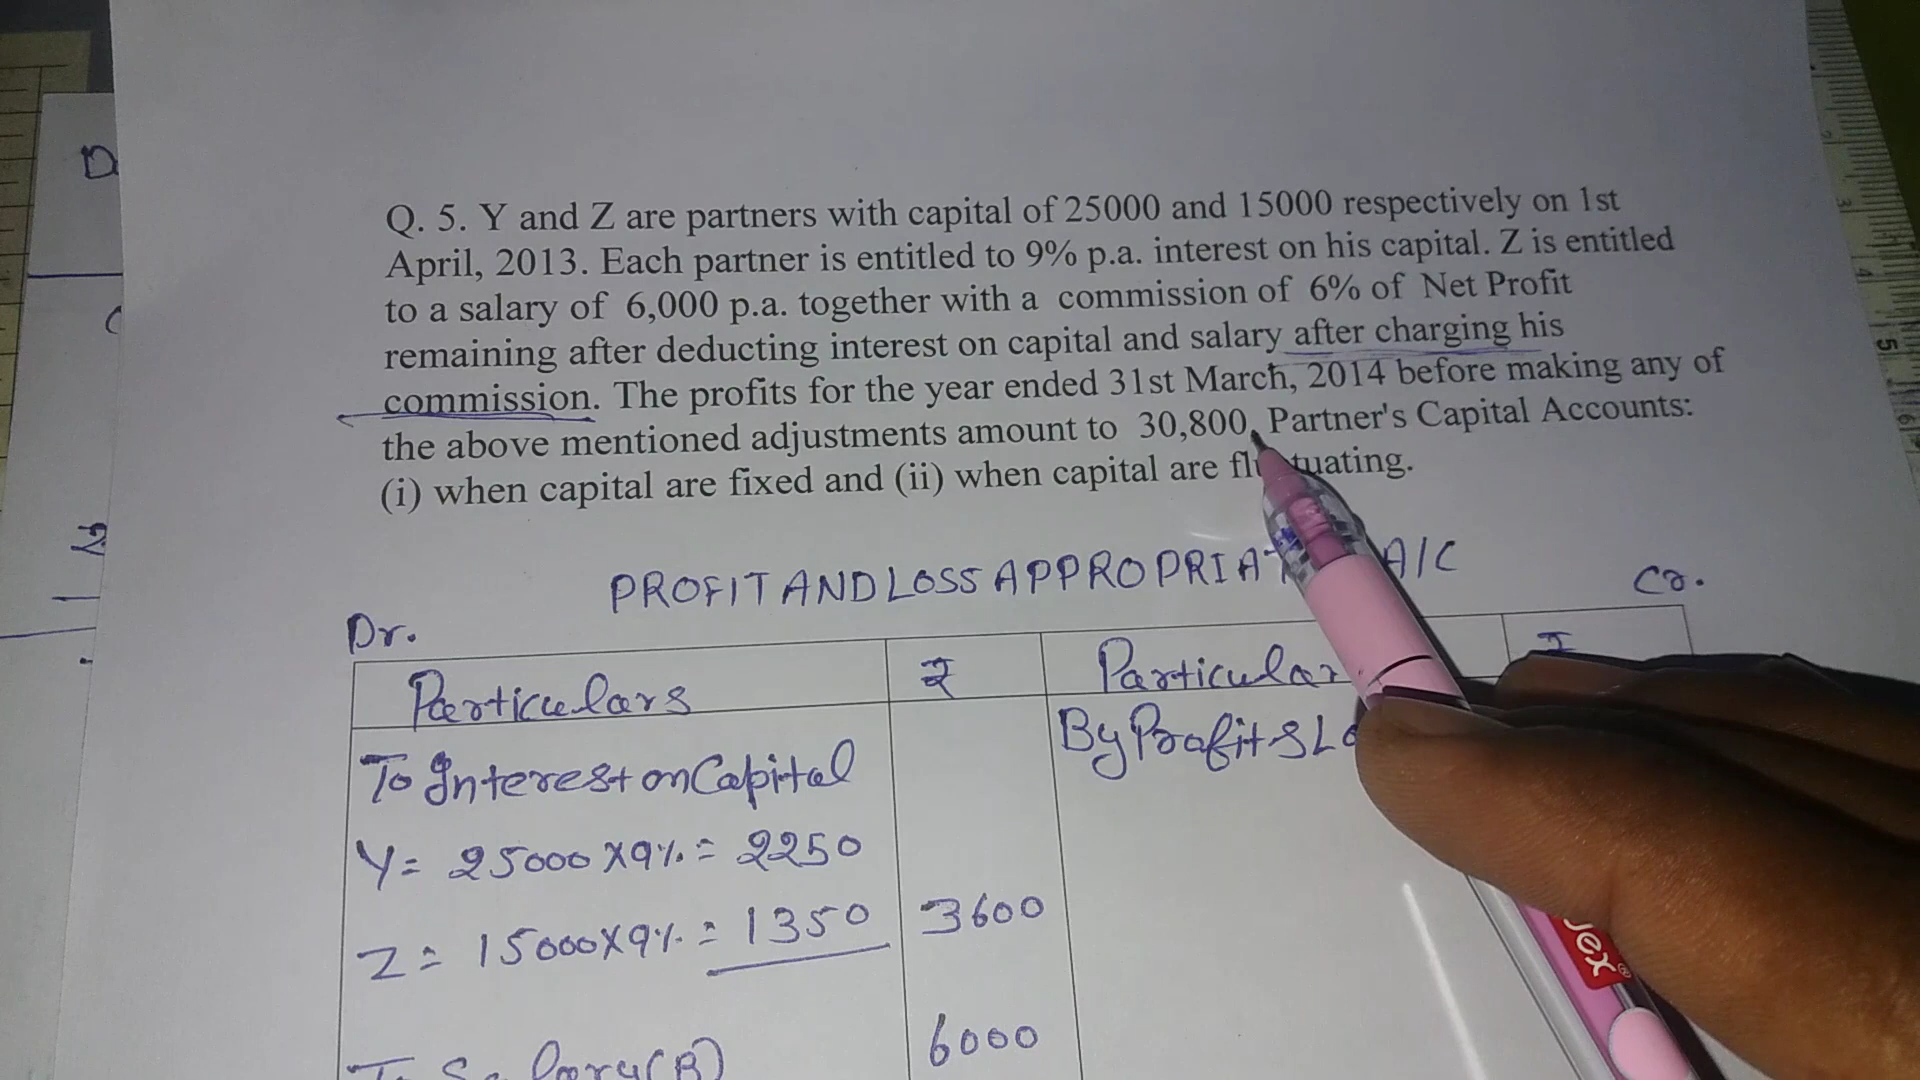 Q. 5. Y and Z are partners with capital of 25000 and 15000 respectively on 1st
April, 2013. Each partner is entitled to 9% p.a. interest on his capital. Z is entitled
to a salary of 6,000 p.a. together with a commission of 6% of Net Profit
remaining after deducting interest on capital and salary after charging his
commission. The profits for the year ended 31st March, 2014 before making any of
the above mentioned adjustments amount to 30,800. Partner's Capital Accounts:
(i) when capital are fixed and (ii) when capital are fluctuating.
PROFIT AND LOSS APPROPRIAT A/C
Dr. Cr.
Particulars ₹ Particular ₹
To Interest on Capital By Profit & Lo
Y = 25000 X 9% = 2250
Z = 15000 X 9% = 1350 3600
To Salary (B) 6000